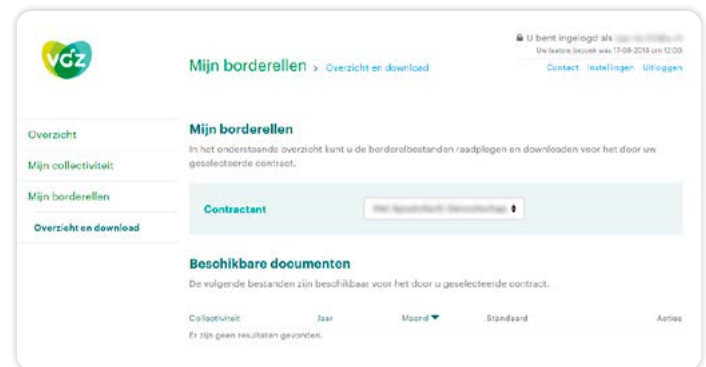 U bent ingelogd als
Uw laatste bezoek was 17-09-2018 om 12:03
vgz
Mijn borderellen > Overzicht en download
Contact Instellingen Uitloggen
Overzicht
Mijn collectiviteit
Mijn borderellen
Overzicht en download
Mijn borderellen
In het onderstaande overzicht kunt u de borderelbestanden raadplegen en downloaden voor het door uw
geselecteerde contract.
Contractant
Beschikbare documenten
De volgende bestanden zijn beschikbaar voor het door u geselecteerde contract.
Collectiviteit Jaar Maand Standaard Acties
Er zijn geen resultaten gevonden.